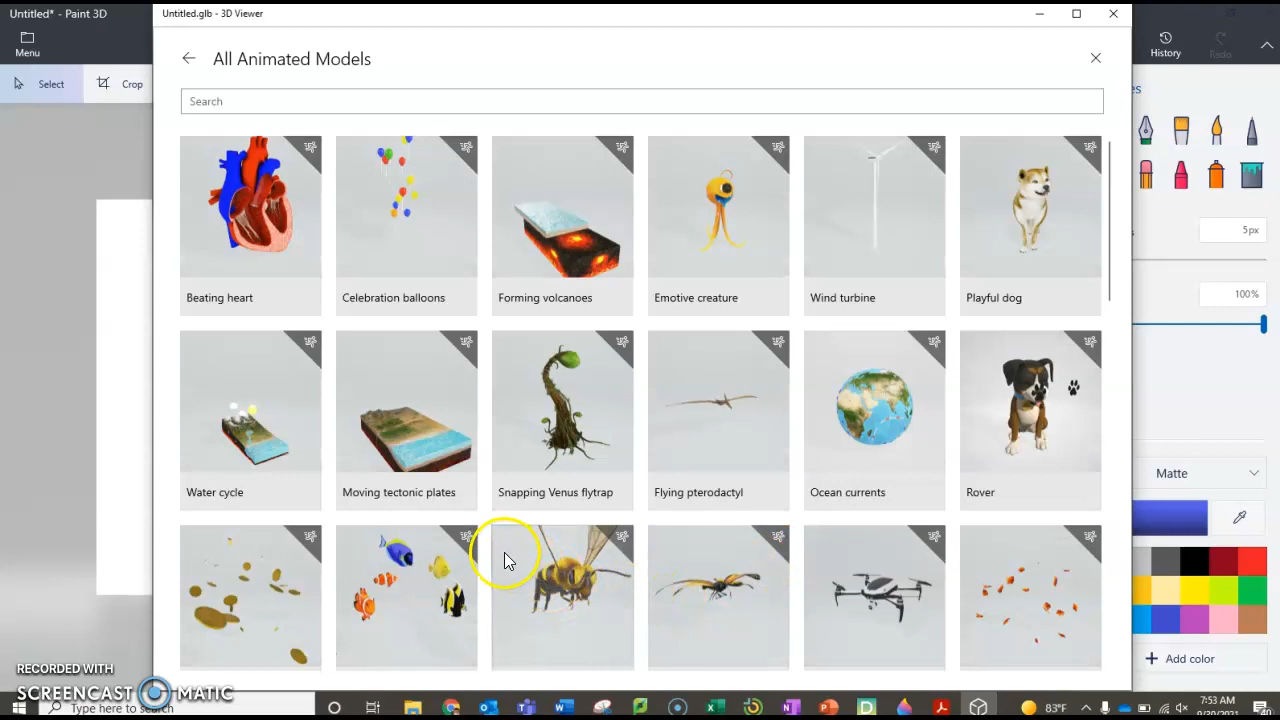 Untitled* - Paint 3D
Untitled.glb - 3D Viewer
Menu
History
Redo
Select
Crop
All Animated Models
Search
Beating heart
Celebration balloons
Forming volcanoes
Emotive creature
Wind turbine
Playful dog
5px
100%
Water cycle
Moving tectonic plates
Snapping Venus flytrap
Flying pterodactyl
Ocean currents
Rover
Matte
Add color
RECORDED WITH
SCREENCAST MATIC
Type here to search
83°F
7:53 AM